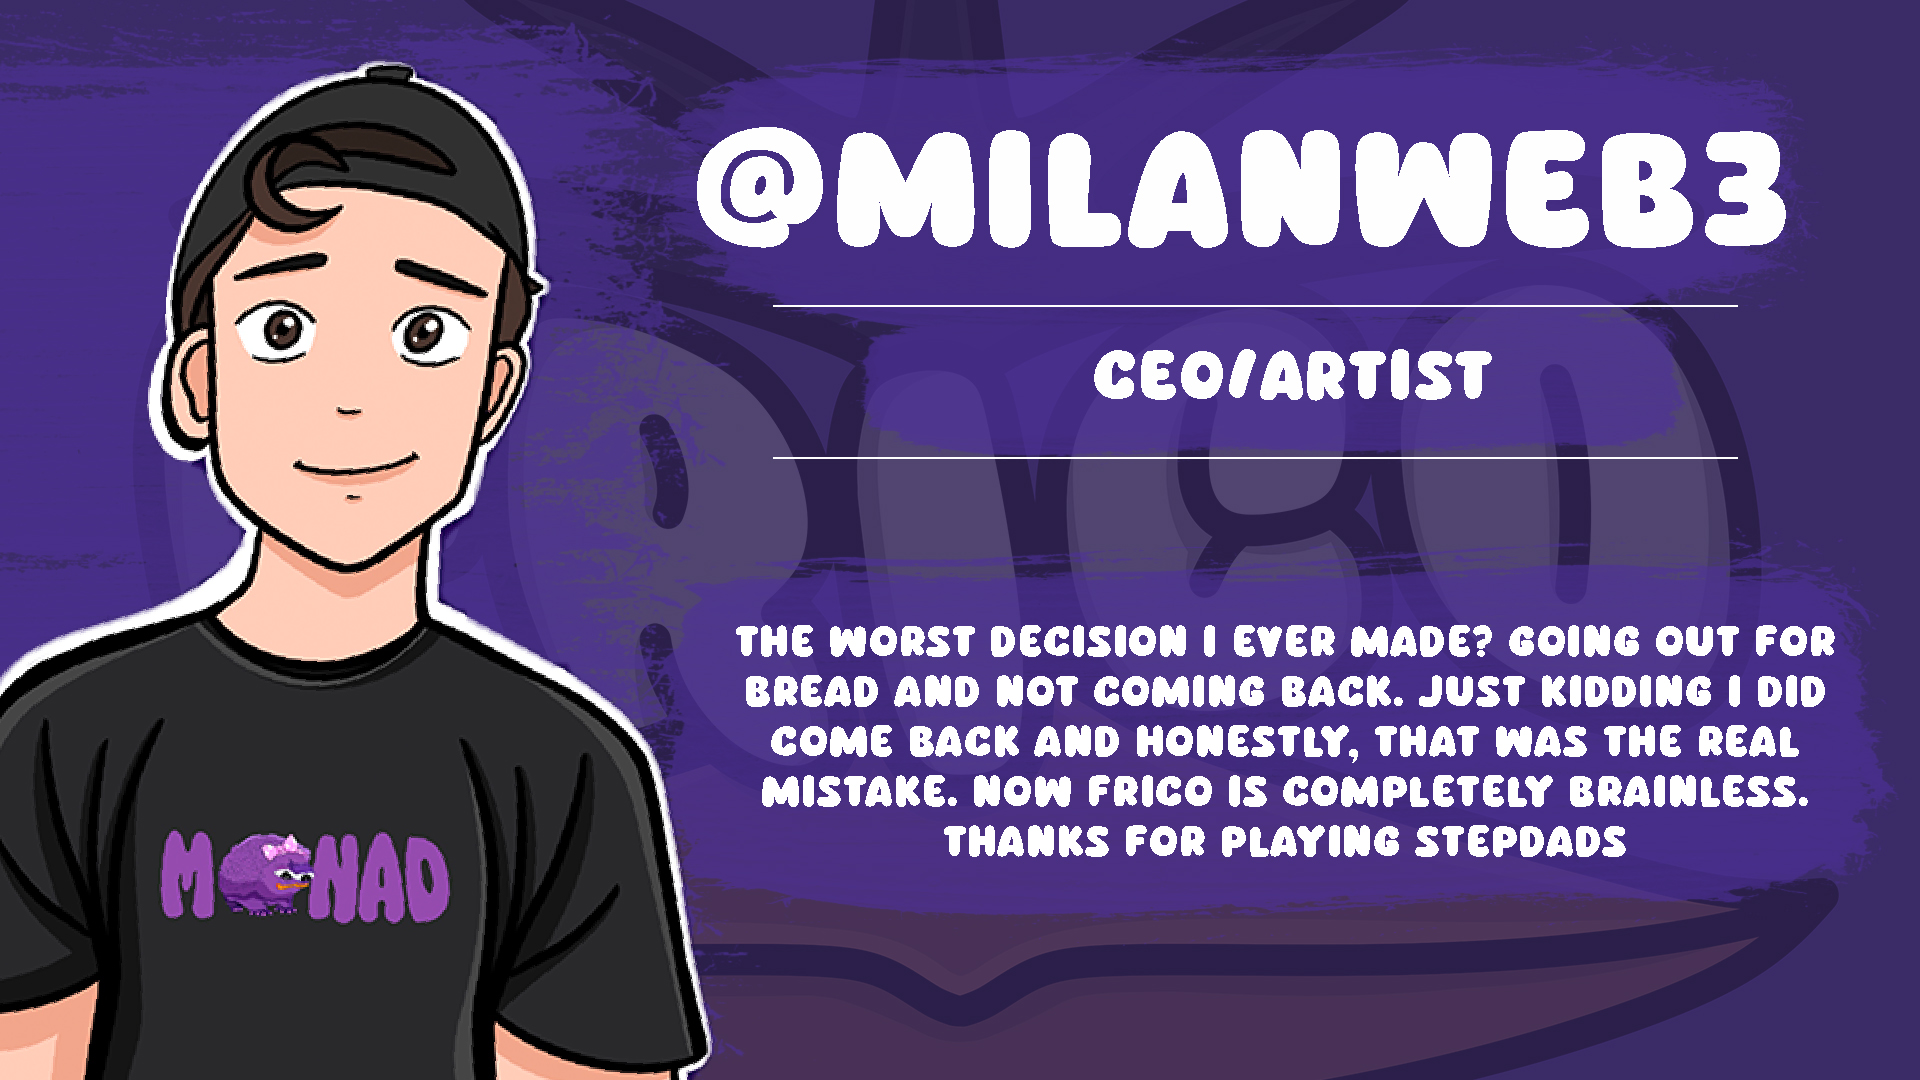 @MILANWEB3
CEO/ARTIST
THE WORST DECISION I EVER MADE? GOING OUT FOR
BREAD AND NOT COMING BACK. JUST KIDDING I DID
COME BACK AND HONESTLY, THAT WAS THE REAL
MISTAKE. NOW FRICO IS COMPLETELY BRAINLESS.
THANKS FOR PLAYING STEPDADS
MONAD